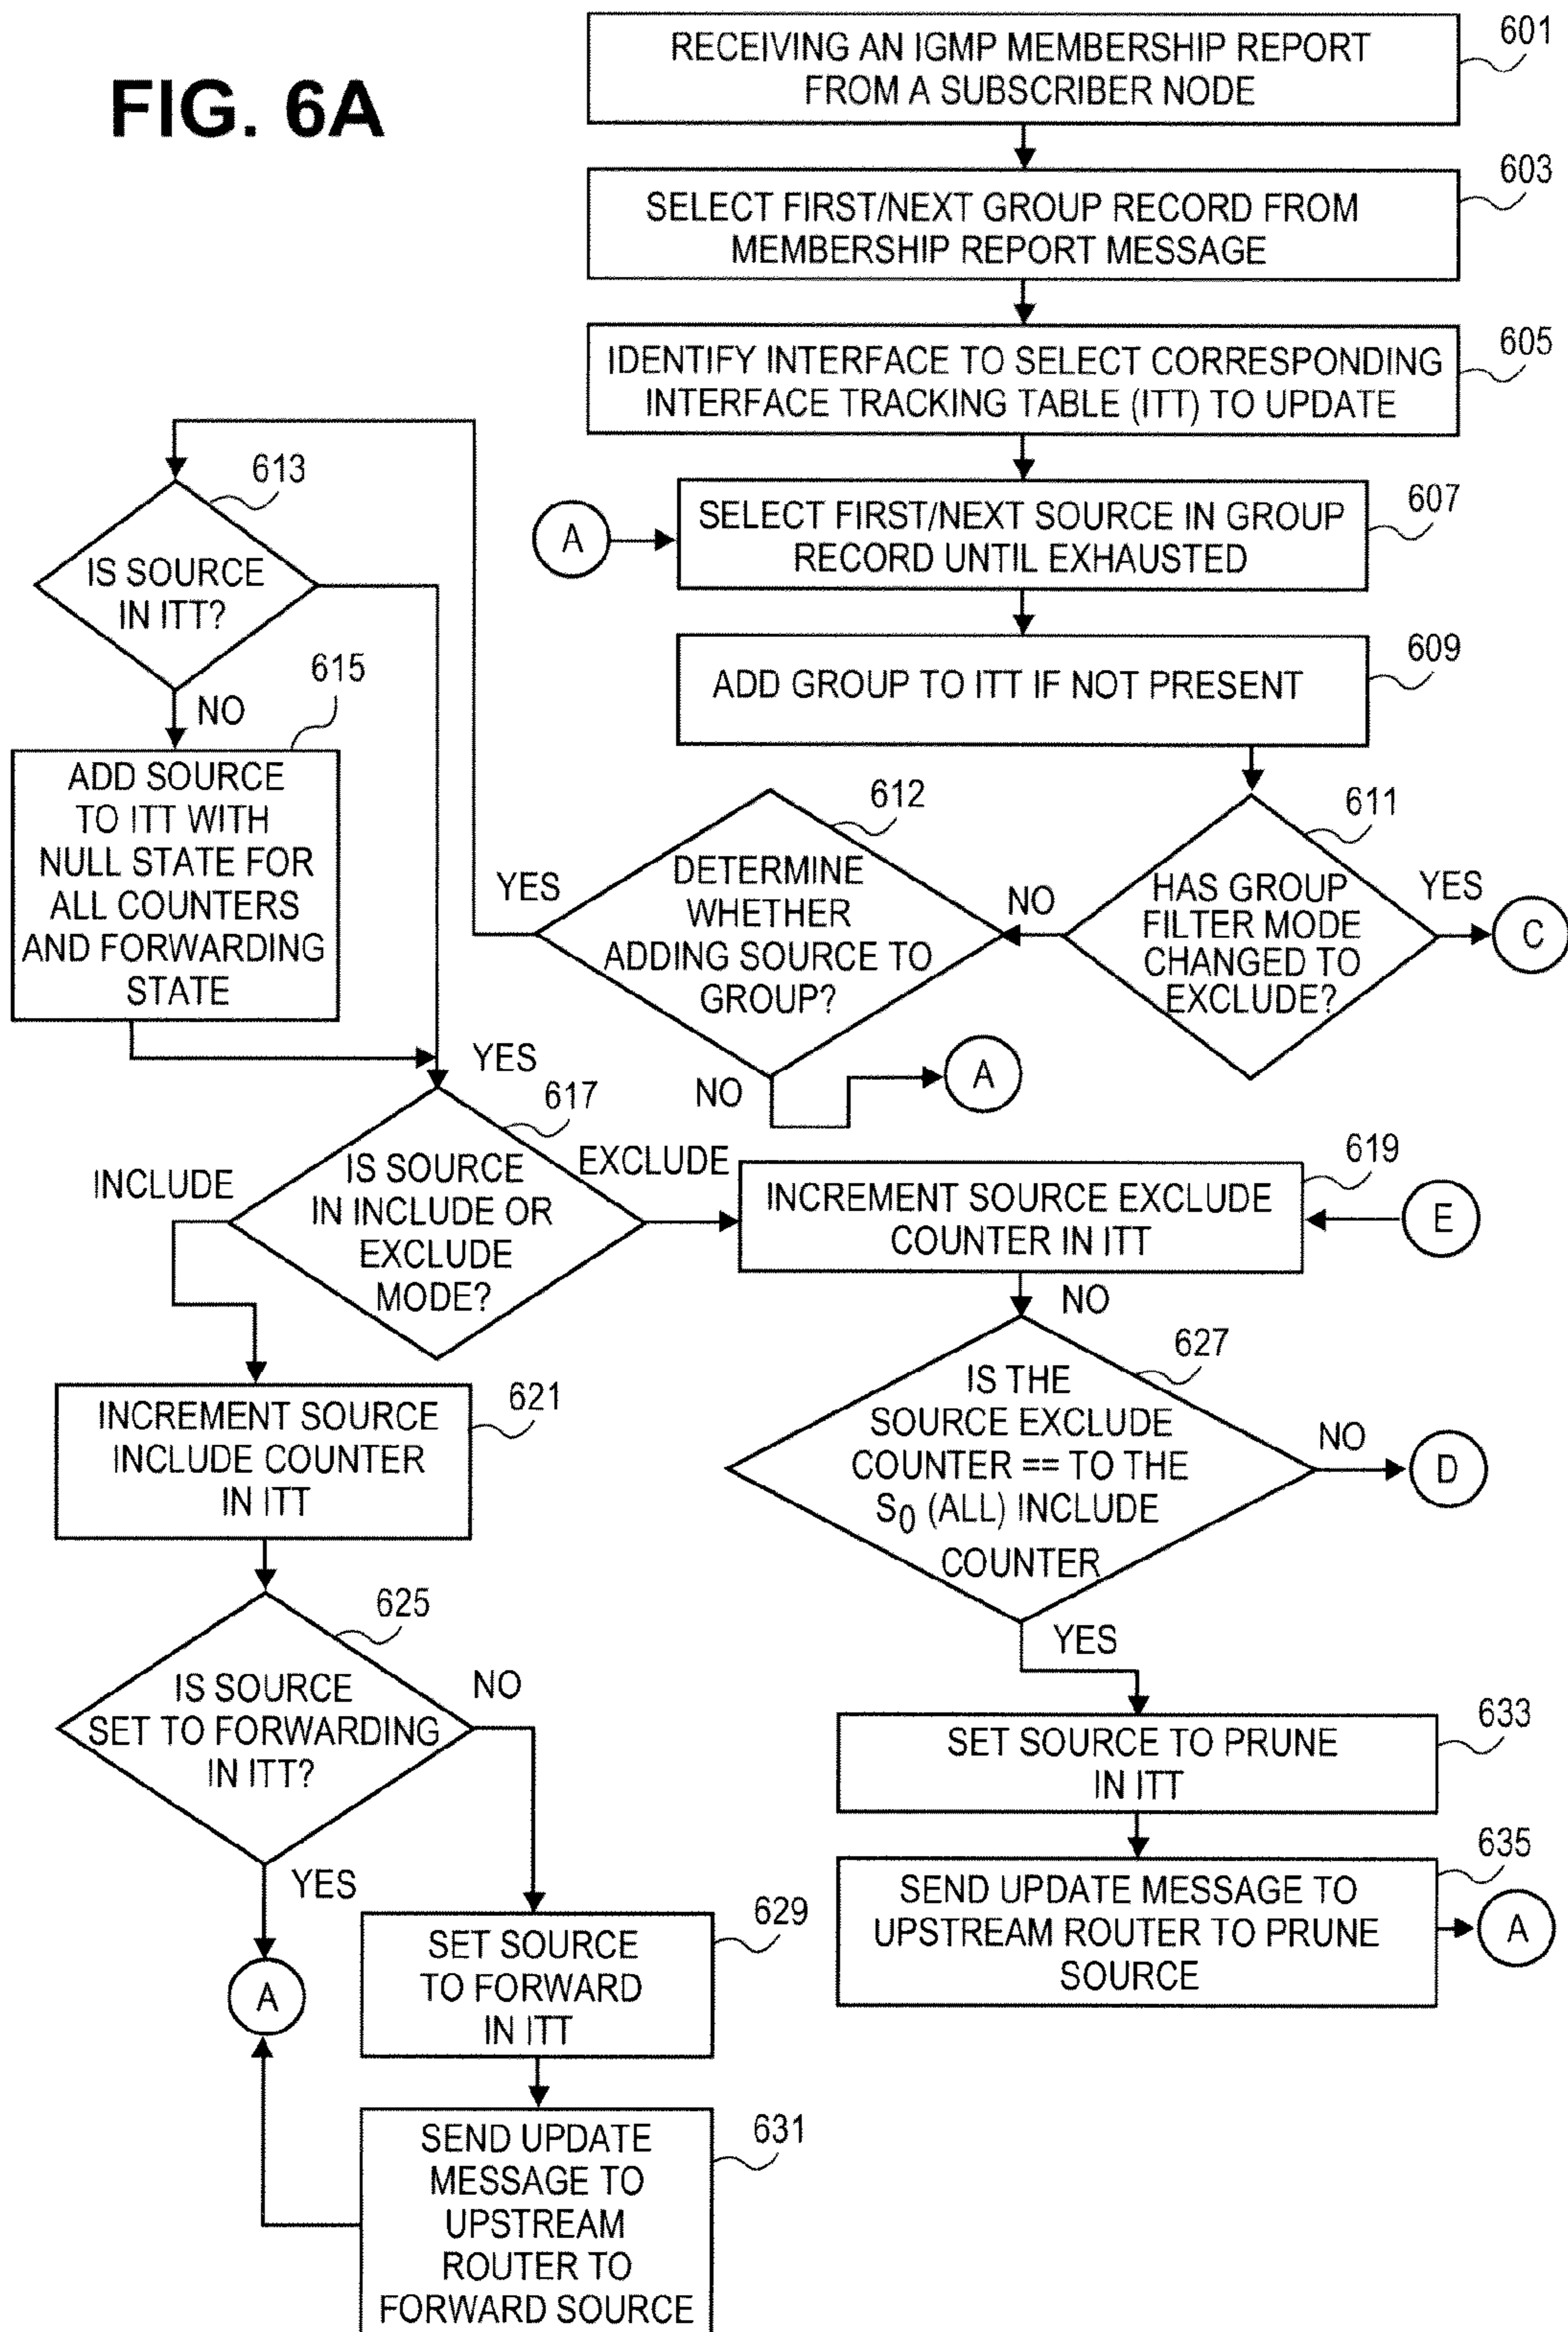 FIG. 6A
RECEIVING AN IGMP MEMBERSHIP REPORT
FROM A SUBSCRIBER NODE
601
SELECT FIRST/NEXT GROUP RECORD FROM
MEMBERSHIP REPORT MESSAGE
603
IDENTIFY INTERFACE TO SELECT CORRESPONDING
INTERFACE TRACKING TABLE (ITT) TO UPDATE
605
A
SELECT FIRST/NEXT SOURCE IN GROUP
RECORD UNTIL EXHAUSTED
607
ADD GROUP TO ITT IF NOT PRESENT
609
HAS GROUP
FILTER MODE
CHANGED TO
EXCLUDE?
611
YES
C
NO
DETERMINE
WHETHER
ADDING SOURCE TO
GROUP?
612
YES
NO
A
IS SOURCE
IN ITT?
613
NO
ADD SOURCE
TO ITT WITH
NULL STATE FOR
ALL COUNTERS
AND FORWARDING
STATE
615
YES
IS SOURCE
IN INCLUDE OR
EXCLUDE
MODE?
617
INCLUDE
EXCLUDE
INCREMENT SOURCE EXCLUDE
COUNTER IN ITT
619
E
NO
IS THE
SOURCE EXCLUDE
COUNTER == TO THE
S0 (ALL) INCLUDE
COUNTER
627
NO
D
YES
SET SOURCE TO PRUNE
IN ITT
633
SEND UPDATE MESSAGE TO
UPSTREAM ROUTER TO PRUNE
SOURCE
635
A
INCREMENT SOURCE
INCLUDE COUNTER
IN ITT
621
IS SOURCE
SET TO FORWARDING
IN ITT?
625
NO
YES
A
SET SOURCE
TO FORWARD
IN ITT
629
SEND UPDATE
MESSAGE TO
UPSTREAM
ROUTER TO
FORWARD SOURCE
631